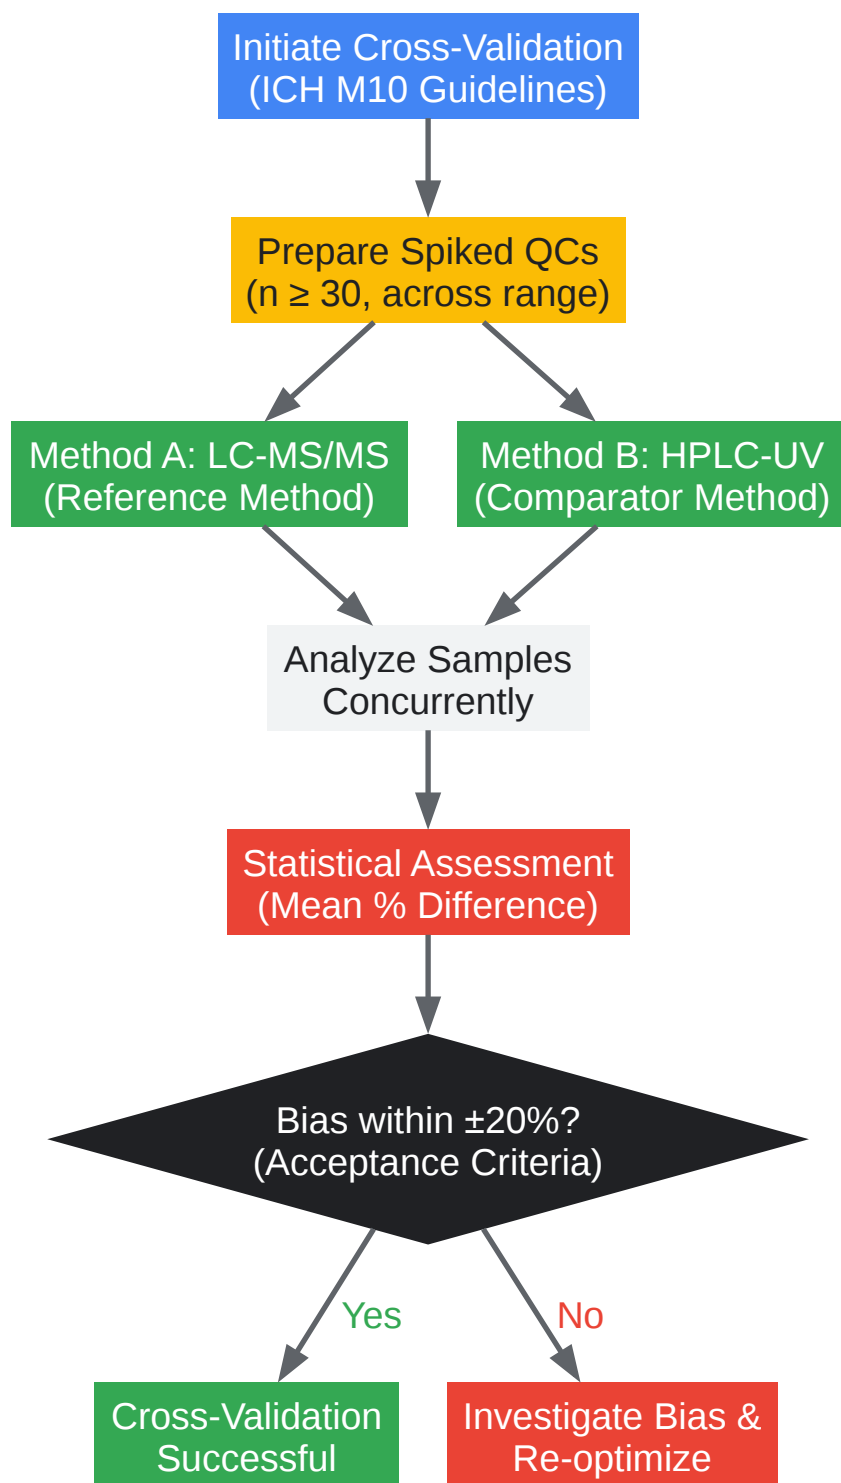 Initiate Cross-Validation
(ICH M10 Guidelines)
Prepare Spiked QCs
(n ≥ 30, across range)
Method A: LC-MS/MS
(Reference Method)
Method B: HPLC-UV
(Comparator Method)
Analyze Samples
Concurrently
Statistical Assessment
(Mean % Difference)
Bias within ±20%?
(Acceptance Criteria)
Yes
No
Cross-Validation
Successful
Investigate Bias &
Re-optimize